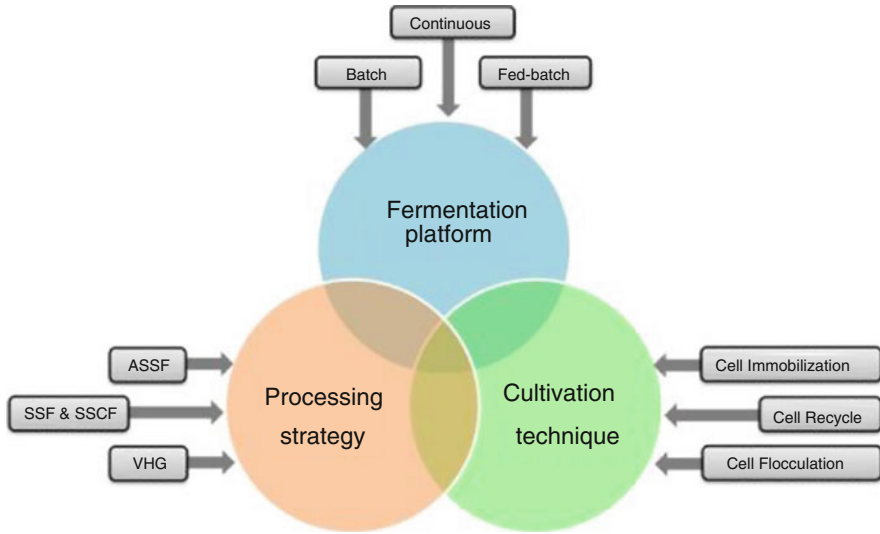 Continuous
Batch
Fed-batch
Fermentation
platform
ASSF
SSF & SSCF
VHG
Processing
strategy
Cultivation
technique
Cell Immobilization
Cell Recycle
Cell Flocculation